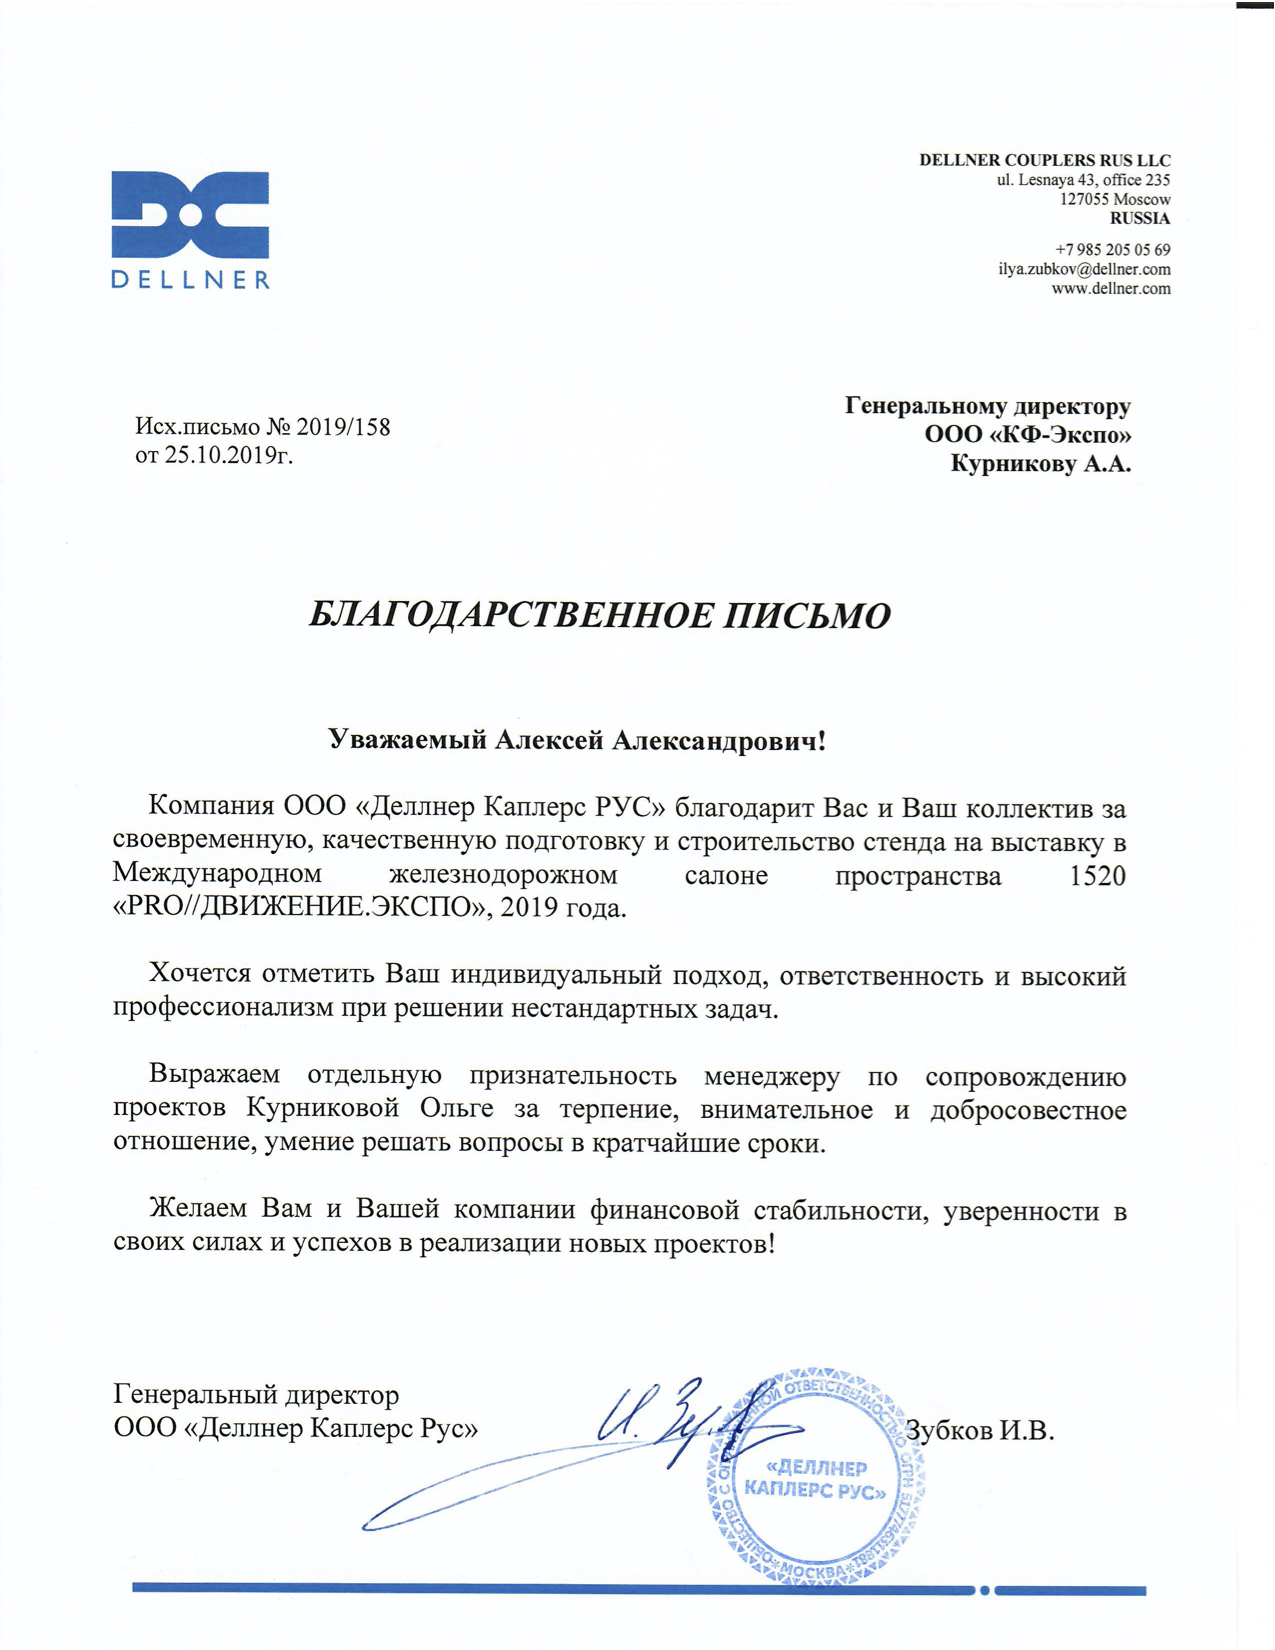 DELLNER
DELLNER COUPLERS RUS LLC
ul. Lesnaya 43, office 235
127055 Moscow
RUSSIA
+7 985 205 05 69
ilya.zubkov@dellner.com
www.dellner.com
Исх.письмо № 2019/158
от 25.10.2019г.
Генеральному директору
ООО «КФ-Экспо»
Курникову А.А.
БЛАГОДАРСТВЕННОЕ ПИСЬМО
Уважаемый Алексей Александрович!
Компания ООО «Деллнер Каплерс РУС» благодарит Вас и Ваш коллектив за
своевременную, качественную подготовку и строительство стенда на выставку в
Международном железнодорожном салоне пространства 1520
«PRO//ДВИЖЕНИЕ.ЭКСПО», 2019 года.
Хочется отметить Ваш индивидуальный подход, ответственность и высокий
профессионализм при решении нестандартных задач.
Выражаем отдельную признательность менеджеру по сопровождению
проектов Курниковой Ольге за терпение, внимательное и добросовестное
отношение, умение решать вопросы в кратчайшие сроки.
Желаем Вам и Вашей компании финансовой стабильности, уверенности в
своих силах и успехов в реализации новых проектов!
Генеральный директор
ООО «Деллнер Каплерс Рус»
Зубков И.В.
«ДЕЛЛНЕР
КАПЛЕРС РУС»
ОБЩЕСТВО С ОТВЕТСТВЕННОСТЬЮ ОГРН
*МОСКВА*